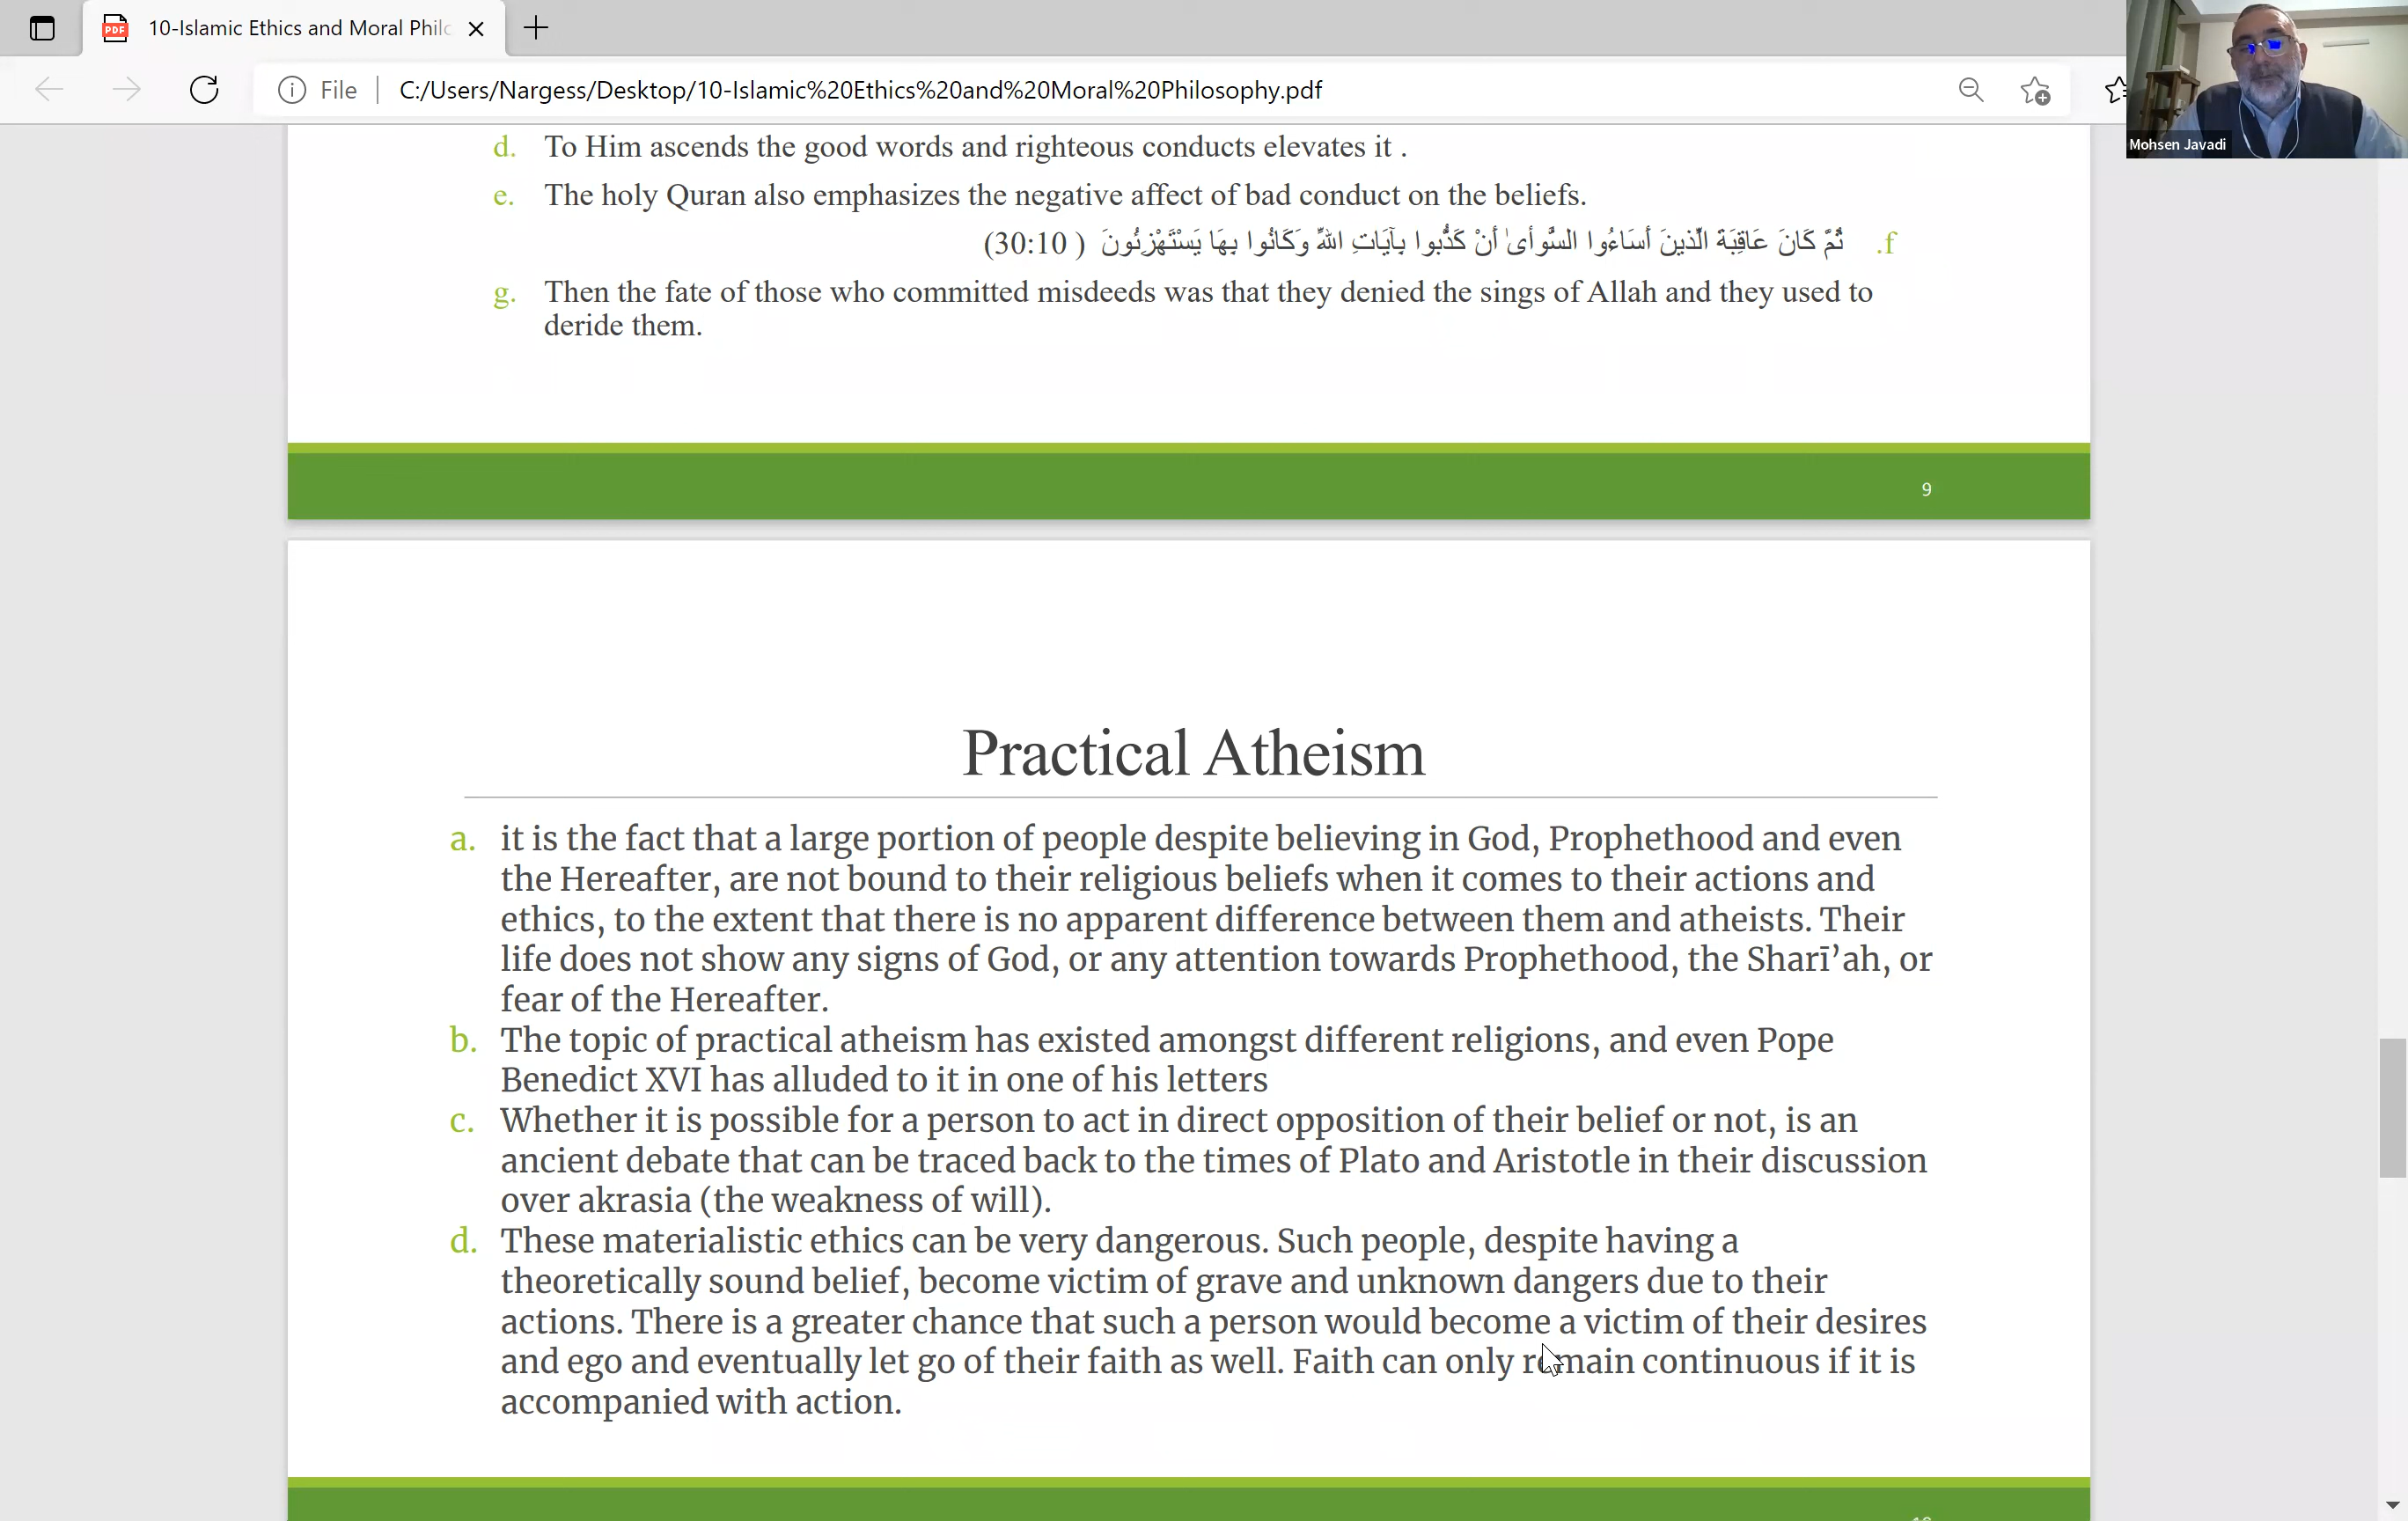 10-Islamic Ethics and Moral Philo
File
C:/Users/Nargess/Desktop/10-Islamic%20Ethics%20and%20Moral%20Philosophy.pdf
Mohsen Javadi
d. To Him ascends the good words and righteous conducts elevates it .
e. The holy Quran also emphasizes the negative affect of bad conduct on the beliefs.
f. ثُمَّ كَانَ عَاقِبَةَ الَّذِينَ أَسَاءُوا السُّوأَىٰ أَنْ كَذَّبُوا بِآيَاتِ اللَّهِ وَكَانُوا بِهَا يَسْتَهْزِئُونَ ( 30:10)
g. Then the fate of those who committed misdeeds was that they denied the sings of Allah and they used to
deride them.
9
Practical Atheism
a. it is the fact that a large portion of people despite believing in God, Prophethood and even
the Hereafter, are not bound to their religious beliefs when it comes to their actions and
ethics, to the extent that there is no apparent difference between them and atheists. Their
life does not show any signs of God, or any attention towards Prophethood, the Sharī’ah, or
fear of the Hereafter.
b. The topic of practical atheism has existed amongst different religions, and even Pope
Benedict XVI has alluded to it in one of his letters
c. Whether it is possible for a person to act in direct opposition of their belief or not, is an
ancient debate that can be traced back to the times of Plato and Aristotle in their discussion
over akrasia (the weakness of will).
d. These materialistic ethics can be very dangerous. Such people, despite having a
theoretically sound belief, become victim of grave and unknown dangers due to their
actions. There is a greater chance that such a person would become a victim of their desires
and ego and eventually let go of their faith as well. Faith can only remain continuous if it is
accompanied with action.